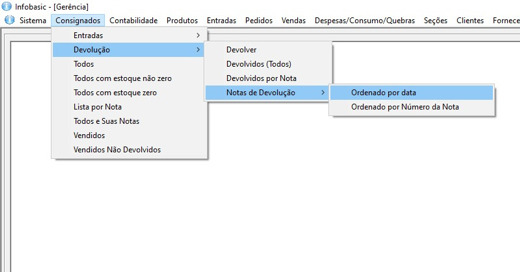 Infobasic - [Gerência]
Sistema Consignados Contabilidade Produtos Entradas Pedidos Vendas Despesas/Consumo/Quebras Seções Clientes
Entradas
Devolução
Todos
Todos com estoque não zero
Todos com estoque zero
Lista por Nota
Todos e Suas Notas
Vendidos
Vendidos Não Devolvidos
Devolver
Devolvidos (Todos)
Devolvidos por Nota
Notas de Devolução
Ordenado por data
Ordenado por Número da Nota